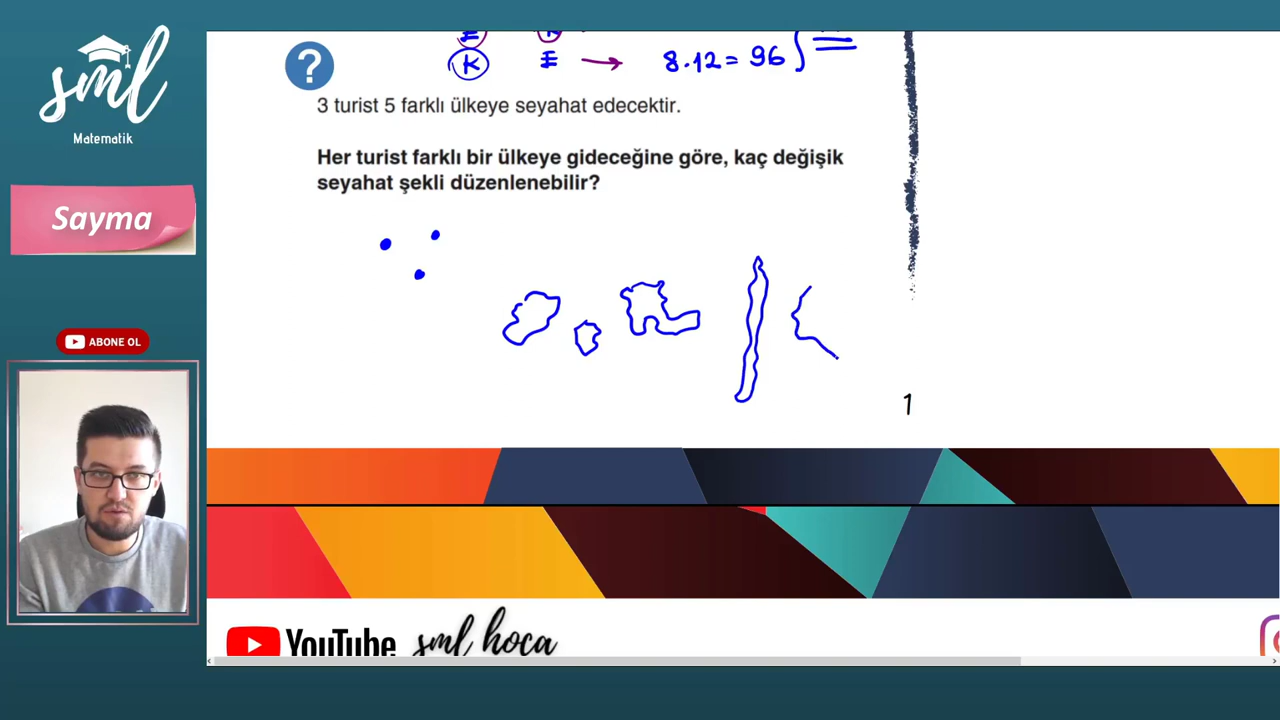 E K
K E → 8.12 = 96
3 turist 5 farklı ülkeye seyahat edecektir.
Her turist farklı bir ülkeye gideceğine göre, kaç değişik
seyahat şekli düzenlenebilir?
?
sml
Matematik
Sayma
ABONE OL
1
YouTube sml hoca